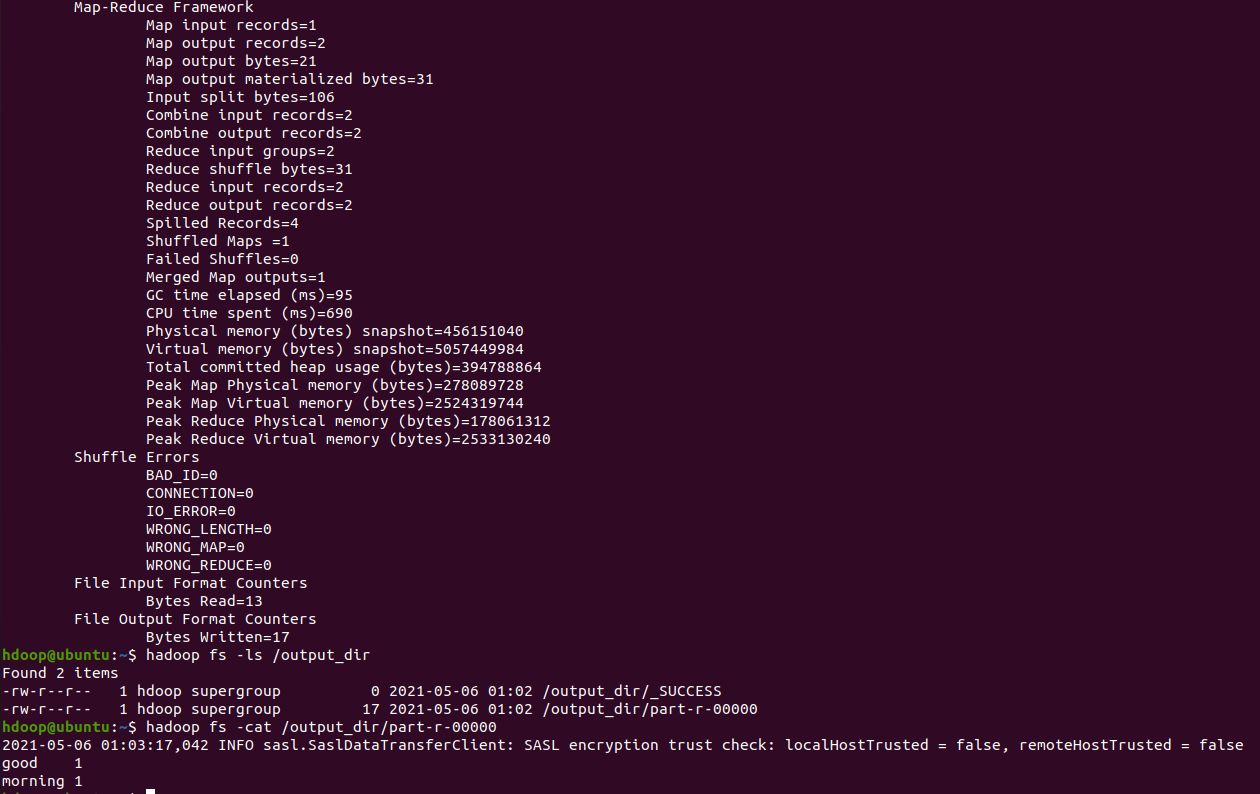 Map-Reduce Framework
Map input records=1
Map output records=2
Map output bytes=21
Map output materialized bytes=31
Input split bytes=106
Combine input records=2
Combine output records=2
Reduce input groups=2
Reduce shuffle bytes=31
Reduce input records=2
Reduce output records=2
Spilled Records=4
Shuffled Maps =1
Failed Shuffles=0
Merged Map outputs=1
GC time elapsed (ms)=95
CPU time spent (ms)=690
Physical memory (bytes) snapshot=456151040
Virtual memory (bytes) snapshot=5057449984
Total committed heap usage (bytes)=394788864
Peak Map Physical memory (bytes)=278089728
Peak Map Virtual memory (bytes)=2524319744
Peak Reduce Physical memory (bytes)=178061312
Peak Reduce Virtual memory (bytes)=2533130240
Shuffle Errors
BAD_ID=0
CONNECTION=0
IO_ERROR=0
WRONG_LENGTH=0
WRONG_MAP=0
WRONG_REDUCE=0
File Input Format Counters
Bytes Read=13
File Output Format Counters
Bytes Written=17
hdoop@ubuntu:~$ hadoop fs -ls /output_dir
Found 2 items
-rw-r--r--   1 hdoop supergroup          0 2021-05-06 01:02 /output_dir/_SUCCESS
-rw-r--r--   1 hdoop supergroup         17 2021-05-06 01:02 /output_dir/part-r-00000
hdoop@ubuntu:~$ hadoop fs -cat /output_dir/part-r-00000
2021-05-06 01:03:17,042 INFO sasl.SaslDataTransferClient: SASL encryption trust check: localHostTrusted = false, remoteHostTrusted = false
good    1
morning 1